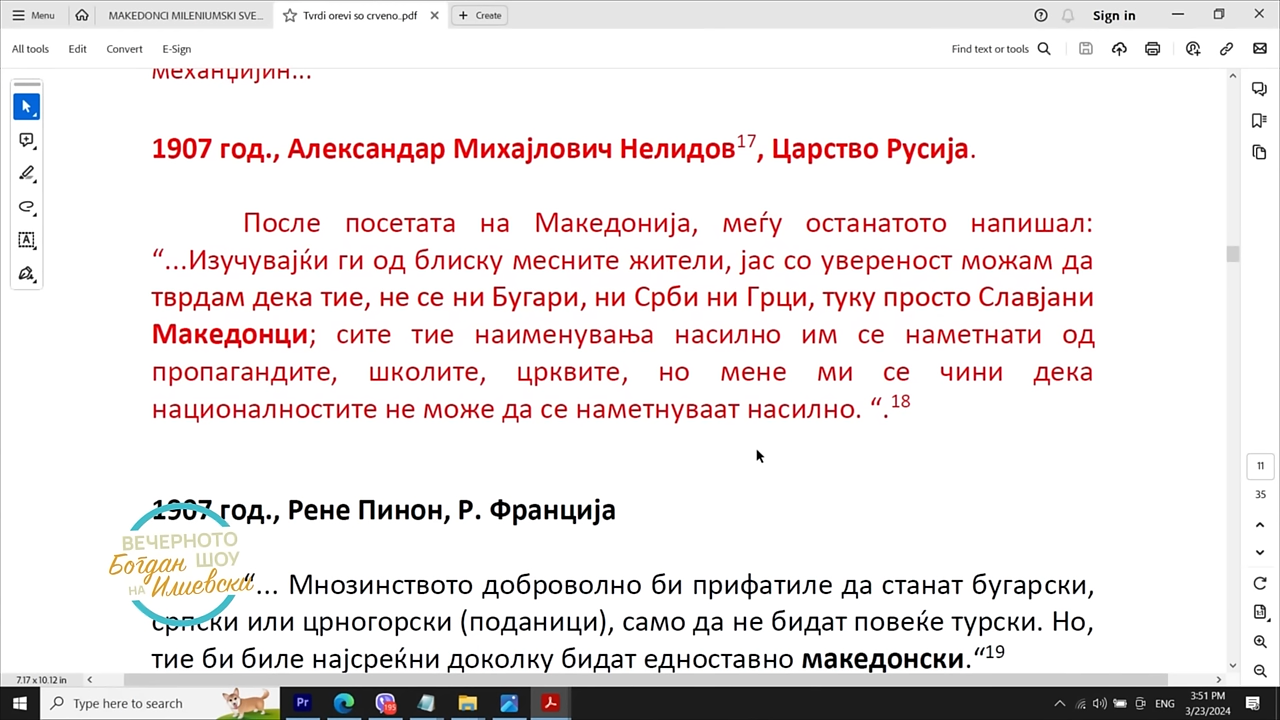 Menu
MAKEDONCI MILENIUMSKI SVE...
Tvrdi orevi so crveno..pdf
Create
Sign in
All tools Edit Convert E-Sign
Find text or tools
механџијин...
1907 год., Александар Михајлович Нелидов17, Царство Русија.
После посетата на Македонија, меѓу останатото напишал:
“...Изучувајќи ги од блиску месните жители, јас со увереност можам да
тврдам дека тие, не се ни Бугари, ни Срби ни Грци, туку просто Славјани
Македонци; сите тие наименувања насилно им се наметнати од
пропагандите, школите, црквите, но мене ми се чини дека
националностите не може да се наметнуваат насилно. “.18
1907 год., Рене Пинон, Р. Франција
“... Мнозинството доброволно би прифатиле да станат бугарски,
српски или црногорски (поданици), само да не бидат повеќе турски. Но,
тие би биле најсреќни доколку бидат едноставно македонски.“19
ВЕЧЕРНОТО
ШОУ
НА
Богдан
Илиевски
11
35
7.17 x 10.12 in
Type here to search
Pr
195
ENG
3:51 PM
3/23/2024